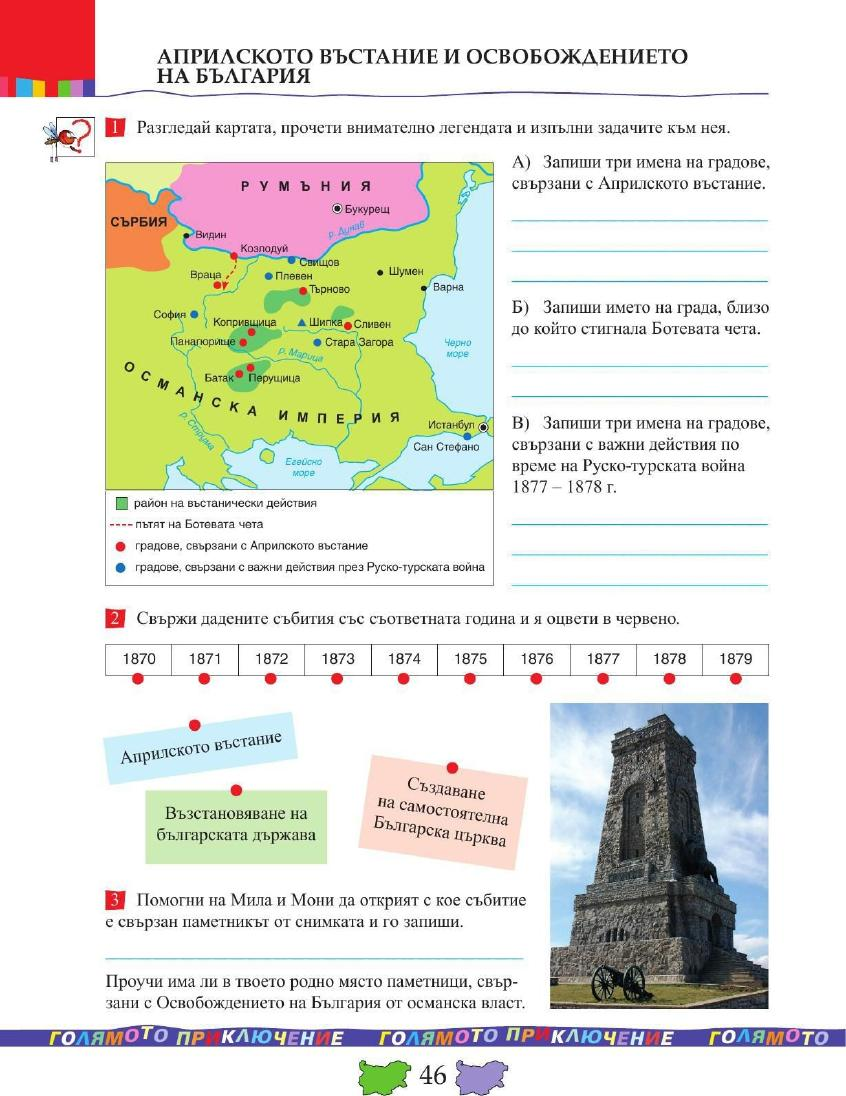 АПРИЛСКОТО ВЪСТАНИЕ И ОСВОБОЖДЕНИЕТО
НА БЪЛГАРИЯ
1 Разгледай картата, прочети внимателно легендата и изпълни задачите към нея.
РУМЪНИЯ
Букурещ
СЪРБИЯ
р. Дунав
Видин
Козлодуй
Свищов
Враца
Плевен
Шумен
Търново
Варна
София
Копривщица
Шипка
Сливен
Панагюрище
Стара Загора
Черно
море
р. Марица
Батак
Перущица
ОСМАНСКА ИМПЕРИЯ
р. Струма
Истанбул
Сан Стефано
Егейско
море
район на въстанически действия
пътят на Ботевата чета
градове, свързани с Априлското въстание
градове, свързани с важни действия през Руско-турската война
А) Запиши три имена на градове,
свързани с Априлското въстание.
Б) Запиши името на града, близо
до който стигнала Ботевата чета.
В) Запиши три имена на градове,
свързани с важни действия по
време на Руско-турската война
1877 – 1878 г.
2 Свържи дадените събития със съответната година и я оцвети в червено.
1870 1871 1872 1873 1874 1875 1876 1877 1878 1879
Априлското въстание
Възстановяване на
българската държава
Създаване
на самостоятелна
Българска църква
3 Помогни на Мила и Мони да открият с кое събитие
е свързан паметникът от снимката и го запиши.
Проучи има ли в твоето родно място паметници, свър-
зани с Освобождението на България от османска власт.
ГОЛЯМОТО ПРИКЛЮЧЕНИЕ ГОЛЯМОТО ПРИКЛЮЧЕНИЕ ГОЛЯМОТО
46